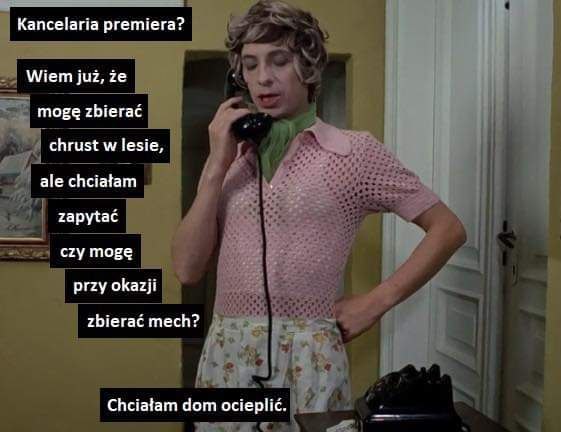 Kancelaria premiera?
Wiem już, że
mogę zbierać
chrust w lesie,
ale chciałam
zapytać
czy mogę
przy okazji
zbierać mech?
Chciałam dom ocieplić.